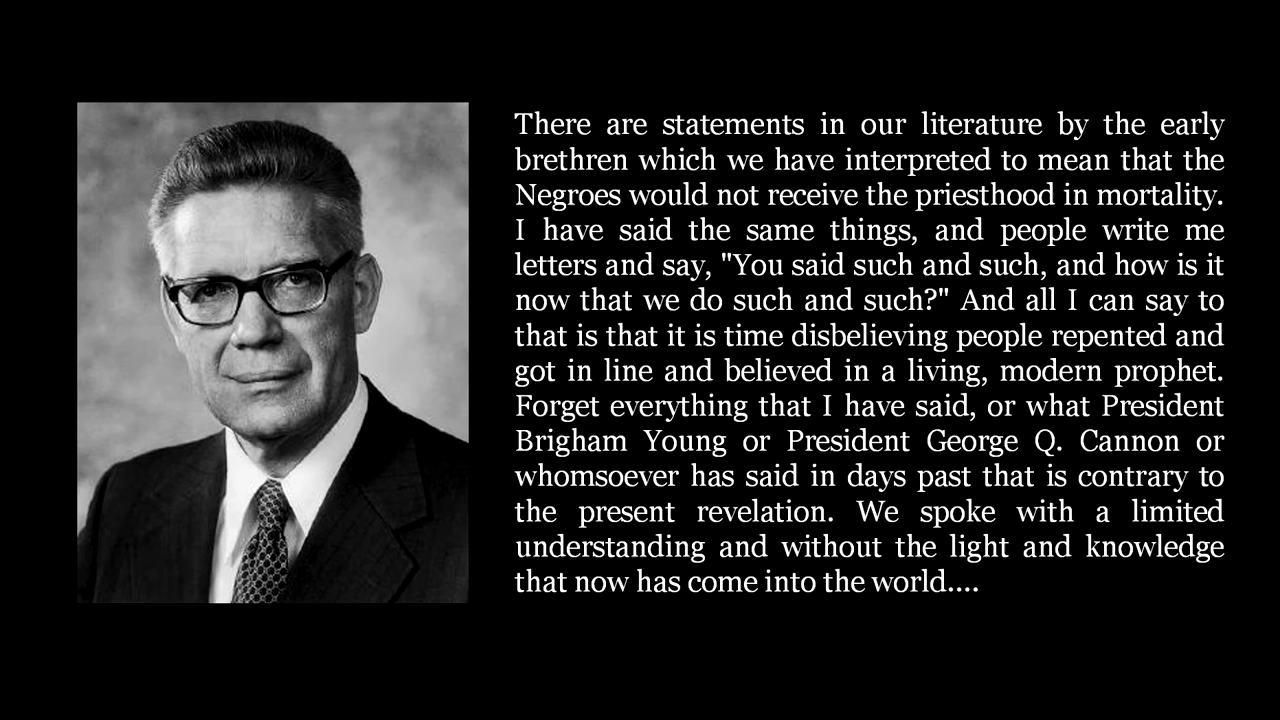 There are statements in our literature by the early
brethren which we have interpreted to mean that the
Negroes would not receive the priesthood in mortality.
I have said the same things, and people write me
letters and say, "You said such and such, and how is it
now that we do such and such?" And all I can say to
that is that it is time disbelieving people repented and
got in line and believed in a living, modern prophet.
Forget everything that I have said, or what President
Brigham Young or President George Q. Cannon or
whomsoever has said in days past that is contrary to
the present revelation. We spoke with a limited
understanding and without the light and knowledge
that now has come into the world....